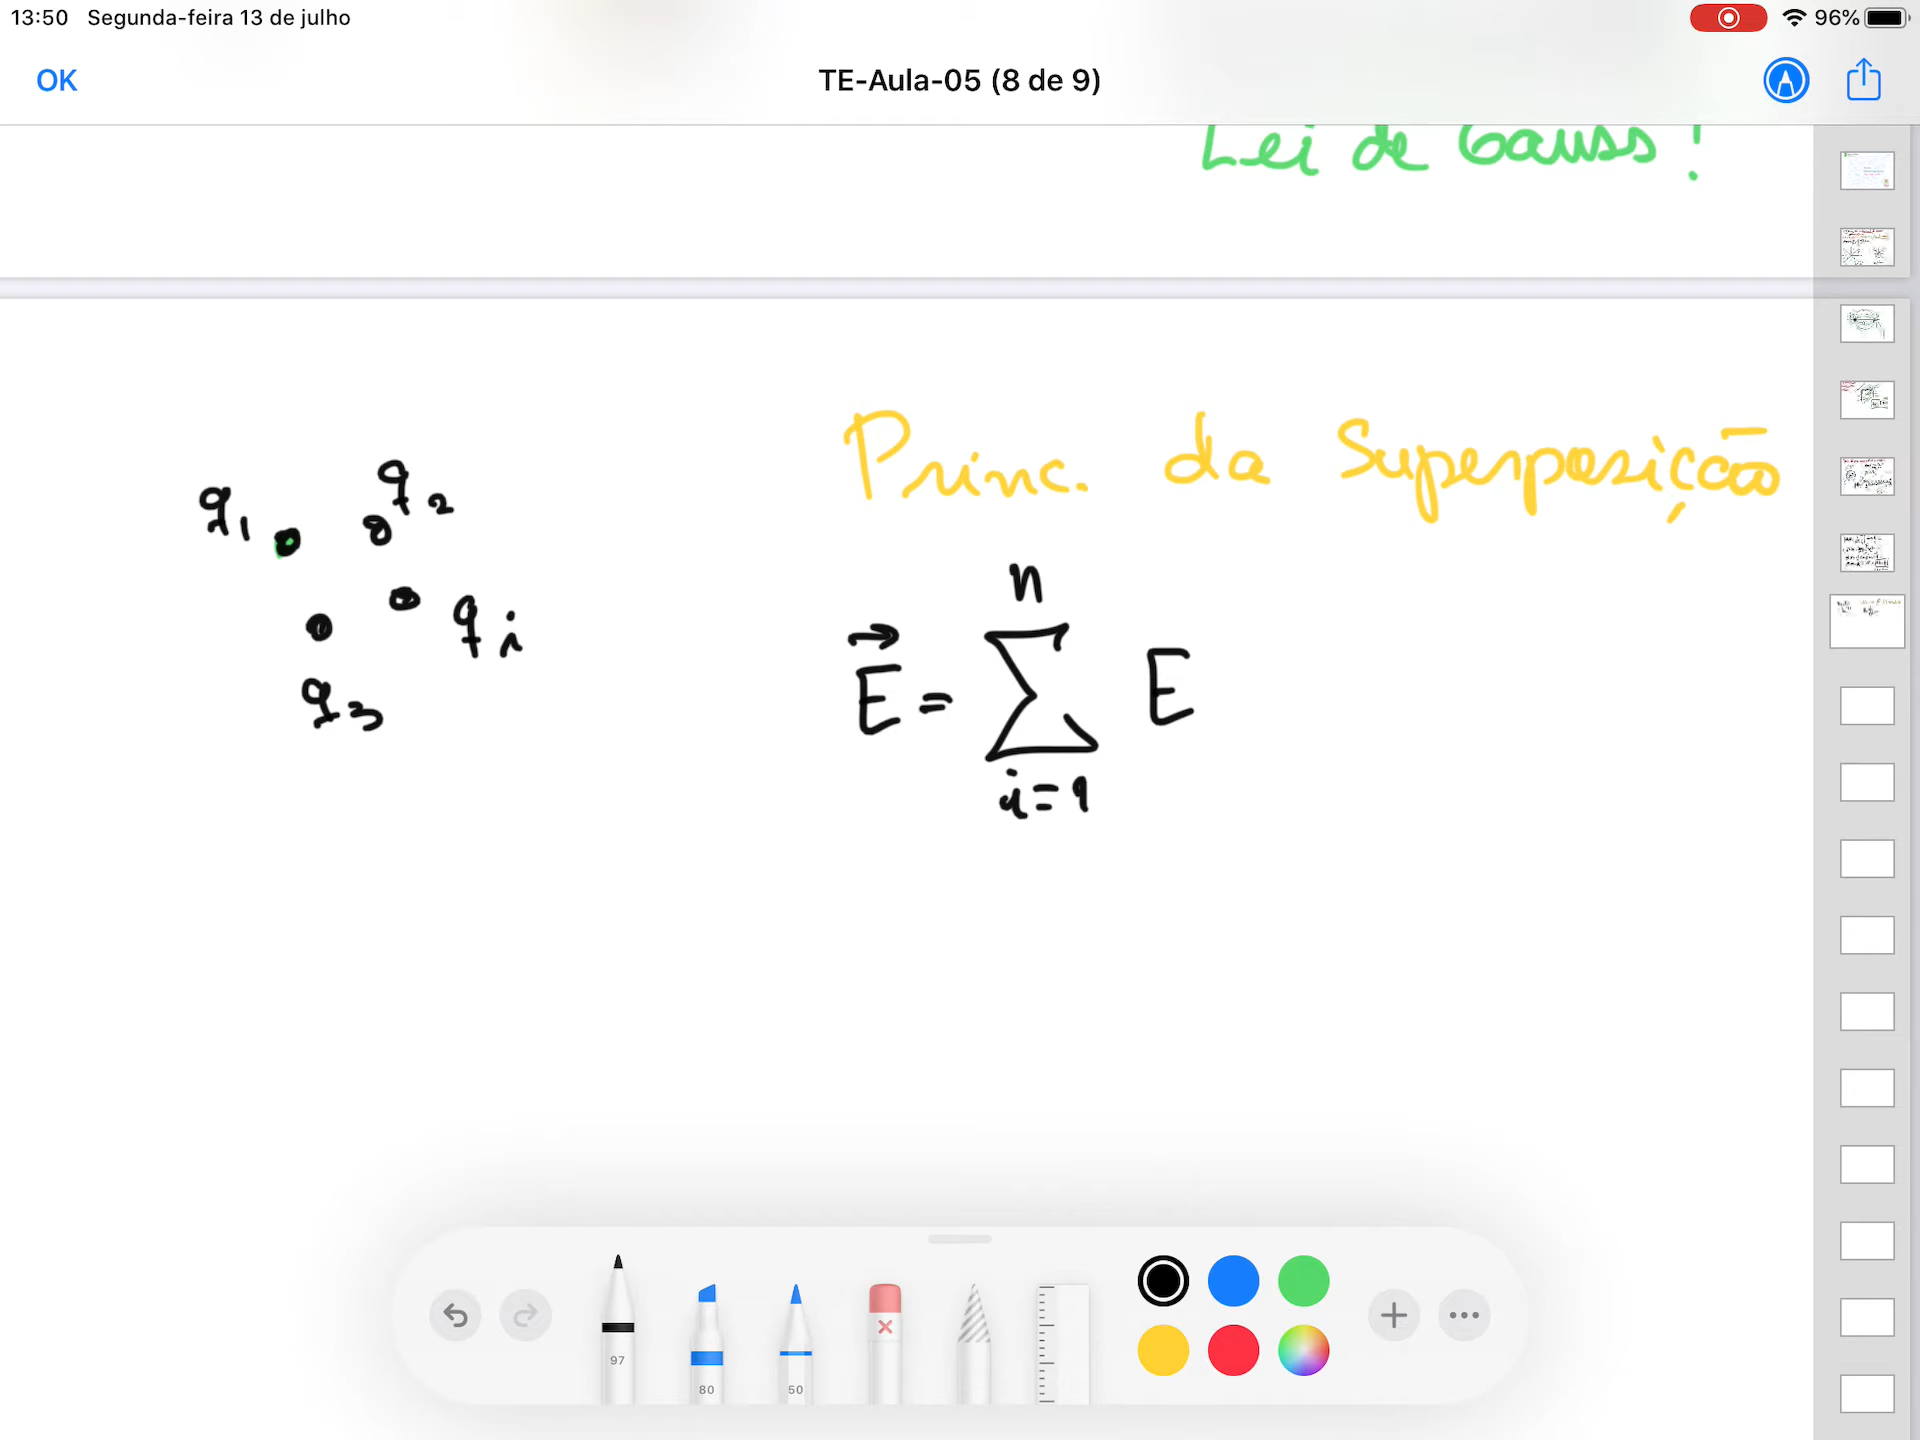 13:50 Segunda-feira 13 de julho 96%
OK TE-Aula-05 (8 de 9)
Lei de Gauss!
Princ. da Superposição
q1 q2
qi
q3
n
E⃗ = Σ E
i=1
97 80 50